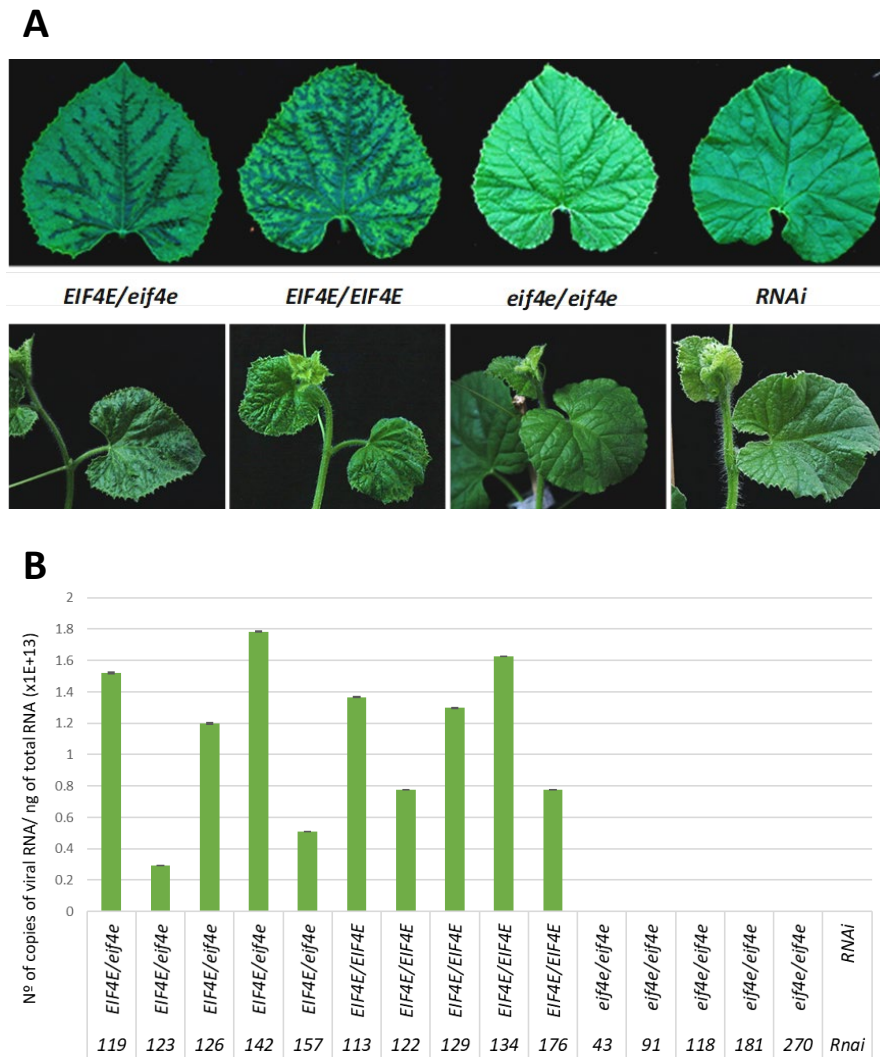 A
EIF4E/eif4e EIF4E/EIF4E eif4e/eif4e RNAi
B
Nº of copies of viral RNA/ ng of total RNA (x1E+13)
2
1.8
1.6
1.4
1.2
1
0.8
0.6
0.4
0.2
0
EIF4E/eif4e EIF4E/eif4e EIF4E/eif4e EIF4E/eif4e EIF4E/eif4e EIF4E/EIF4E EIF4E/EIF4E EIF4E/EIF4E EIF4E/EIF4E EIF4E/EIF4E eif4e/eif4e eif4e/eif4e eif4e/eif4e eif4e/eif4e eif4e/eif4e RNAi
119 123 126 142 157 113 122 129 134 176 43 91 118 181 270 Rnai